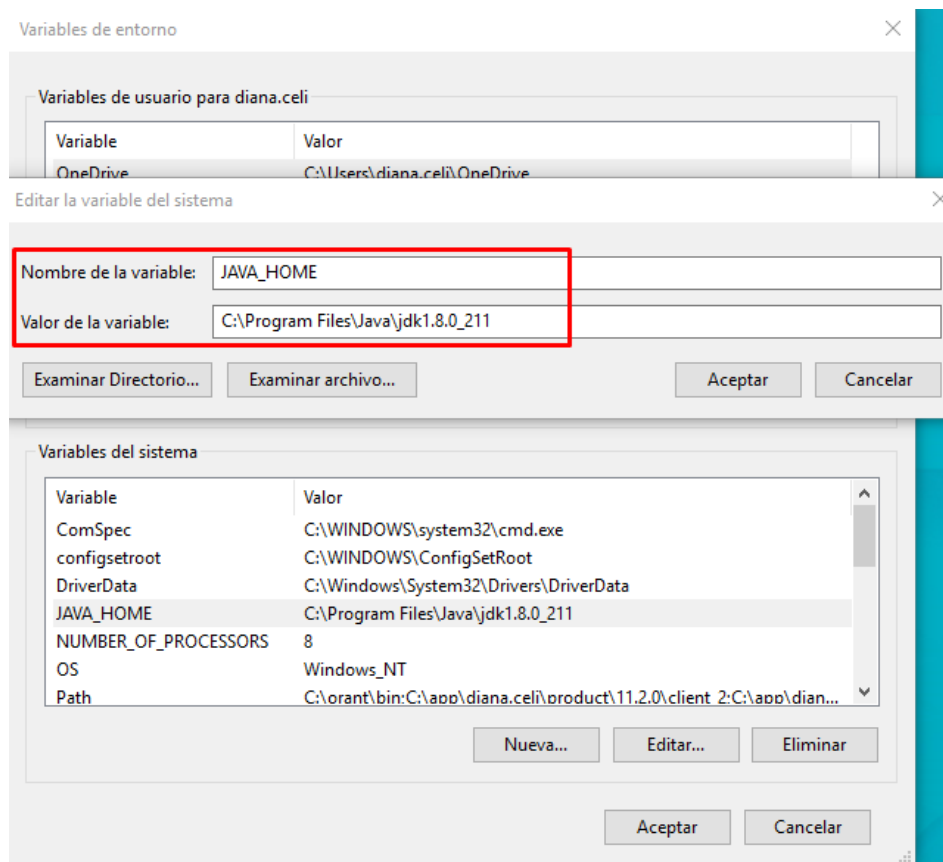 Variables de entorno
Variables de usuario para diana.celi
Variable Valor
OneDrive C:\Users\diana.celi\OneDrive
Editar la variable del sistema
Nombre de la variable: JAVA_HOME
Valor de la variable: C:\Program Files\Java\jdk1.8.0_211
Examinar Directorio... Examinar archivo... Aceptar Cancelar
Variables del sistema
Variable Valor
ComSpec C:\WINDOWS\system32\cmd.exe
configsetroot C:\WINDOWS\ConfigSetRoot
DriverData C:\Windows\System32\Drivers\DriverData
JAVA_HOME C:\Program Files\Java\jdk1.8.0_211
NUMBER_OF_PROCESSORS 8
OS Windows_NT
Path C:\orant\bin;C:\app\diana.celi\product\11.2.0\client_2;C:\app\dian...
Nueva... Editar... Eliminar
Aceptar Cancelar